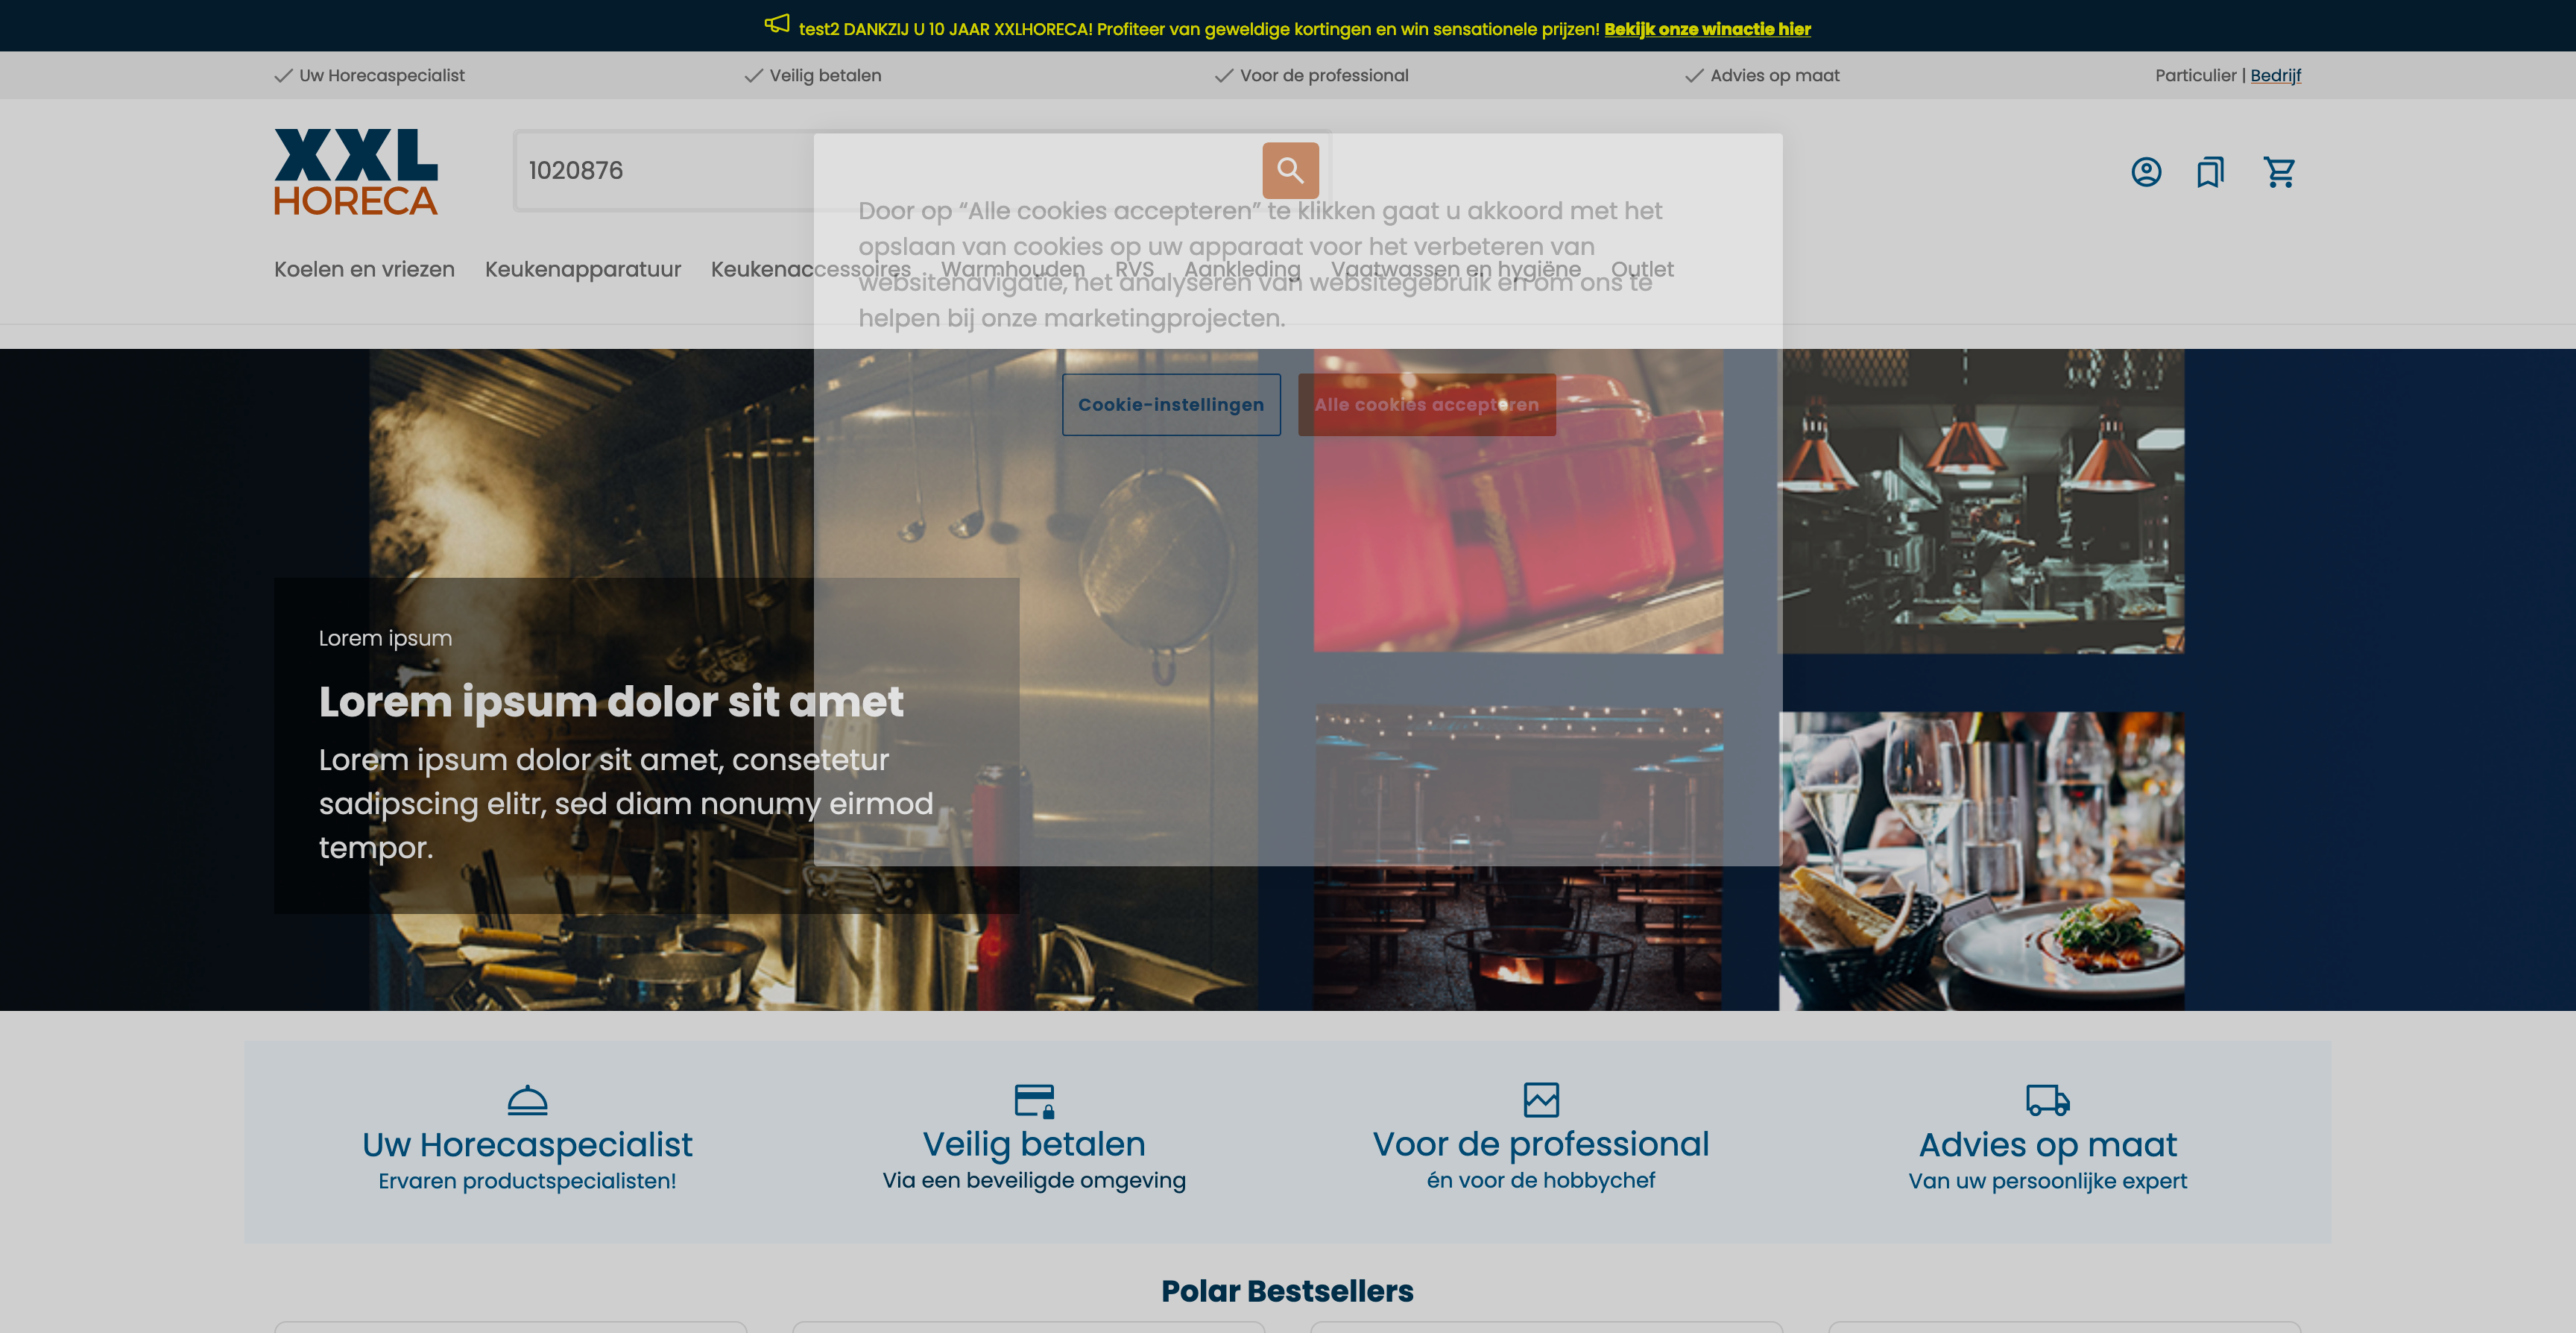 test2 DANKZIJ U 10 JAAR XXLHORECA! Profiteer van geweldige kortingen en win sensationele prijzen! Bekijk onze winactie hier
Uw Horecaspecialist
Veilig betalen
Voor de professional
Advies op maat
Particulier | Bedrijf
XXL
HORECA
1020876
Koelen en vriezen
Keukenapparatuur
Keukenaccessoires
Warmhouden
RVS
Aankleding
Vaatwassen en hygiëne
Outlet
Door op “Alle cookies accepteren” te klikken gaat u akkoord met het
opslaan van cookies op uw apparaat voor het verbeteren van
websitenavigatie, het analyseren van websitegebruik en om ons te
helpen bij onze marketingprojecten.
Cookie-instellingen
Alle cookies accepteren
Lorem ipsum
Lorem ipsum dolor sit amet
Lorem ipsum dolor sit amet, consetetur
sadipscing elitr, sed diam nonumy eirmod
tempor.
Uw Horecaspecialist
Ervaren productspecialisten!
Veilig betalen
Via een beveiligde omgeving
Voor de professional
én voor de hobbychef
Advies op maat
Van uw persoonlijke expert
Polar Bestsellers